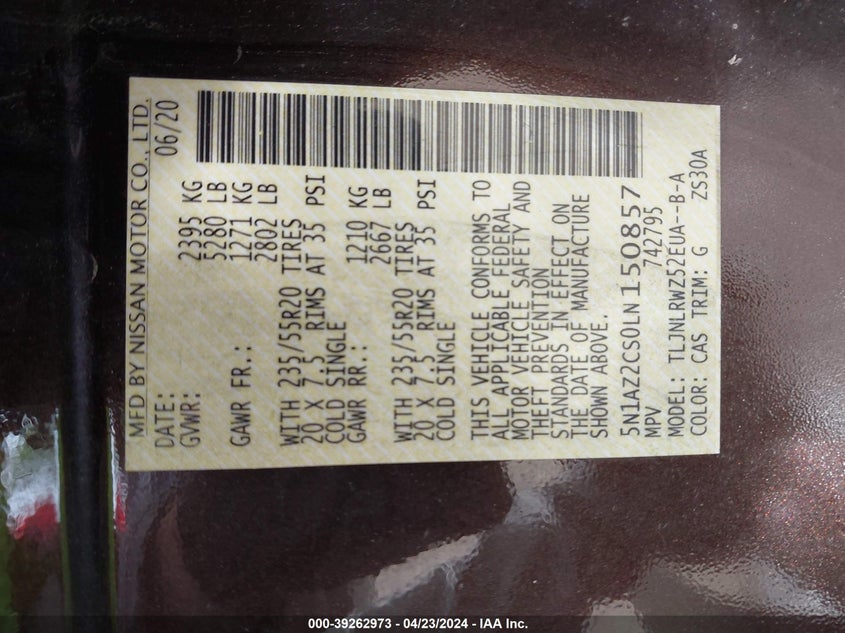 MFD BY NISSAN MOTOR CO., LTD.
DATE: 06/20
GVWR: 2395 KG
5280 LB
GAWR FR.: 1271 KG
2802 LB
WITH 235/55R20 TIRES
20 X 7.5 RIMS AT 35 PSI
COLD SINGLE
GAWR RR.: 1210 KG
2667 LB
WITH 235/55R20 TIRES
20 X 7.5 RIMS AT 35 PSI
COLD SINGLE
THIS VEHICLE CONFORMS TO
ALL APPLICABLE FEDERAL
MOTOR VEHICLE SAFETY AND
THEFT PREVENTION
STANDARDS IN EFFECT ON
THE DATE OF MANUFACTURE
SHOWN ABOVE.
5N1AZ2CS0LN150857
MPV 742795
MODEL: TLJNLRWZ52EUA--B-A
COLOR: CAS TRIM: G ZS30A
000-39262973 - 04/23/2024 - IAA Inc.